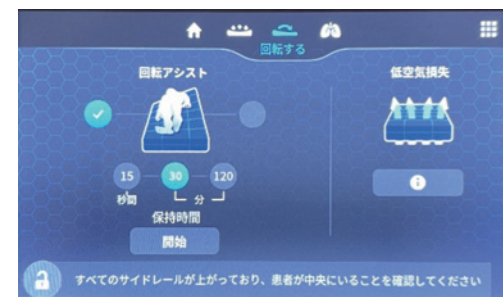 回転する
回転アシスト
低空気損失
15 30 120
秒間 分
保持時間
開始
すべてのサイドレールが上がっており、患者が中央にいることを確認してください